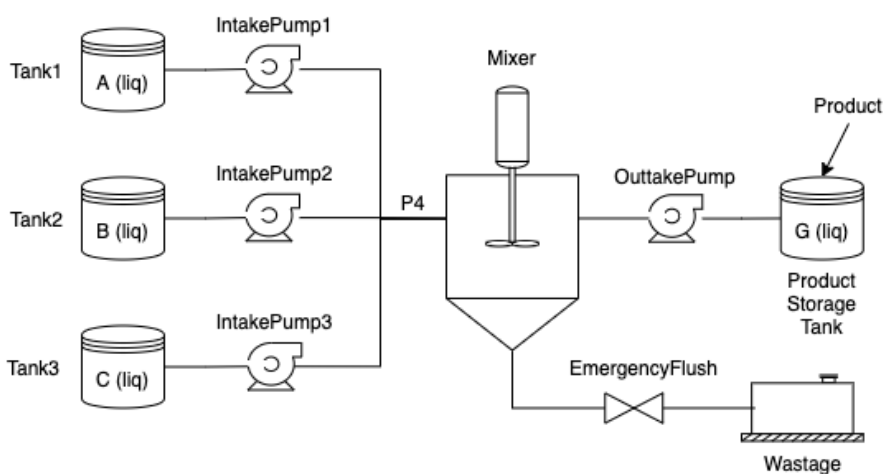 IntakePump1
Tank1
A (liq)
Mixer
Product
IntakePump2
Tank2
B (liq)
P4
OuttakePump
G (liq)
Product
Storage
Tank
IntakePump3
Tank3
C (liq)
EmergencyFlush
Wastage